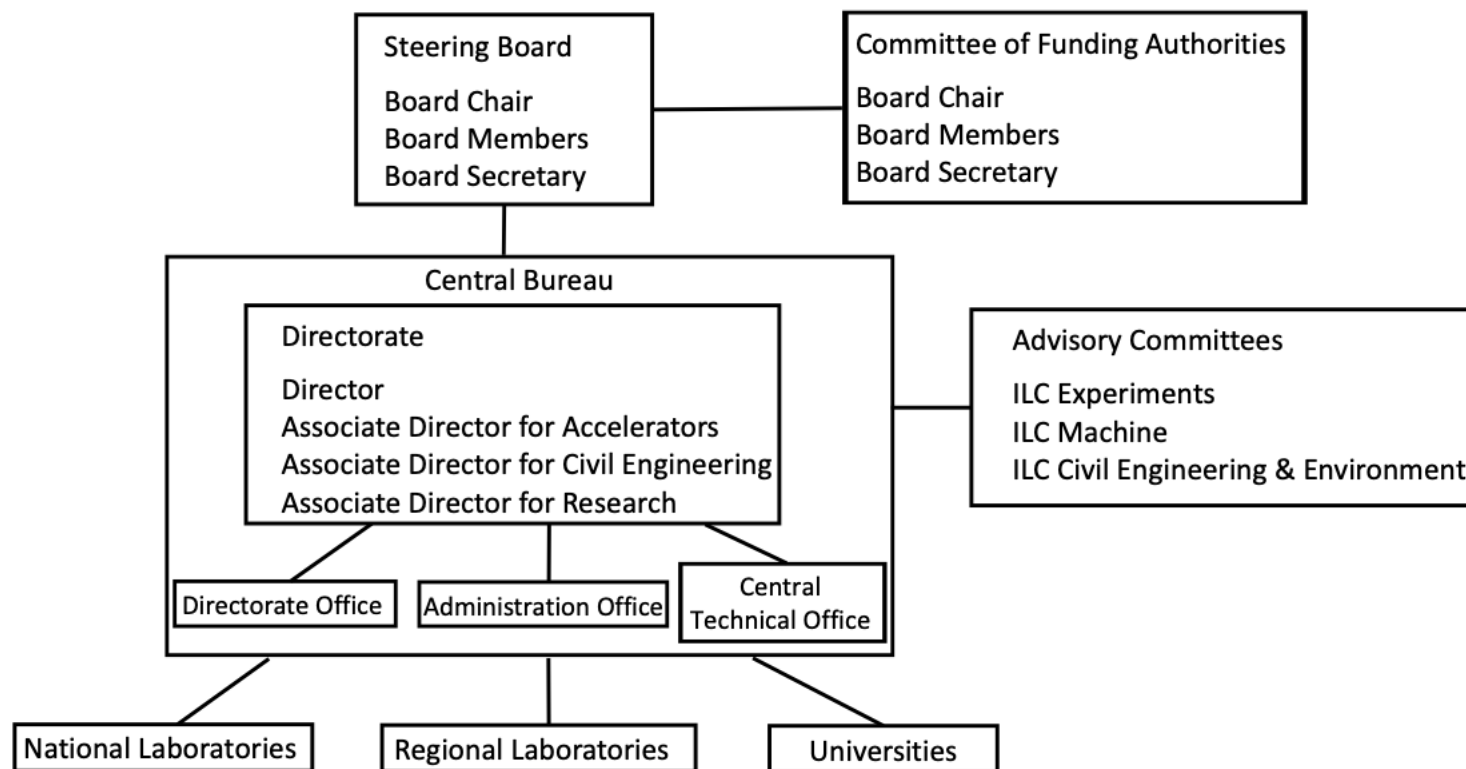 Steering Board
Board Chair
Board Members
Board Secretary
Committee of Funding Authorities
Board Chair
Board Members
Board Secretary
Central Bureau
Directorate
Director
Associate Director for Accelerators
Associate Director for Civil Engineering
Associate Director for Research
Advisory Committees
ILC Experiments
ILC Machine
ILC Civil Engineering & Environment
Directorate Office
Administration Office
Central
Technical Office
National Laboratories
Regional Laboratories
Universities